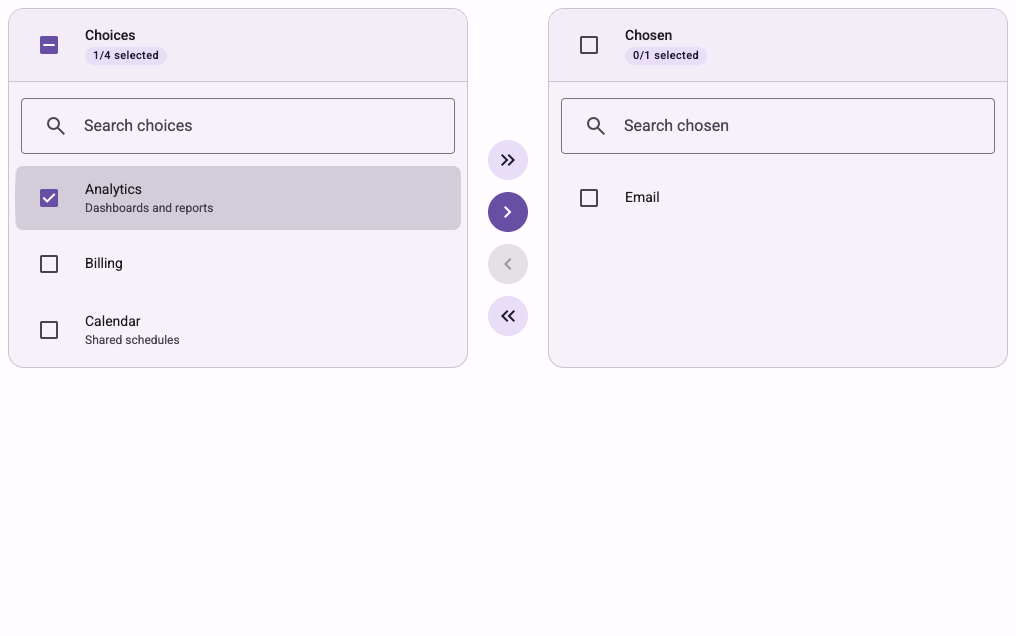 Choices
1/4 selected
Search choices
Analytics
Dashboards and reports
Billing
Calendar
Shared schedules
Chosen
0/1 selected
Search chosen
Email